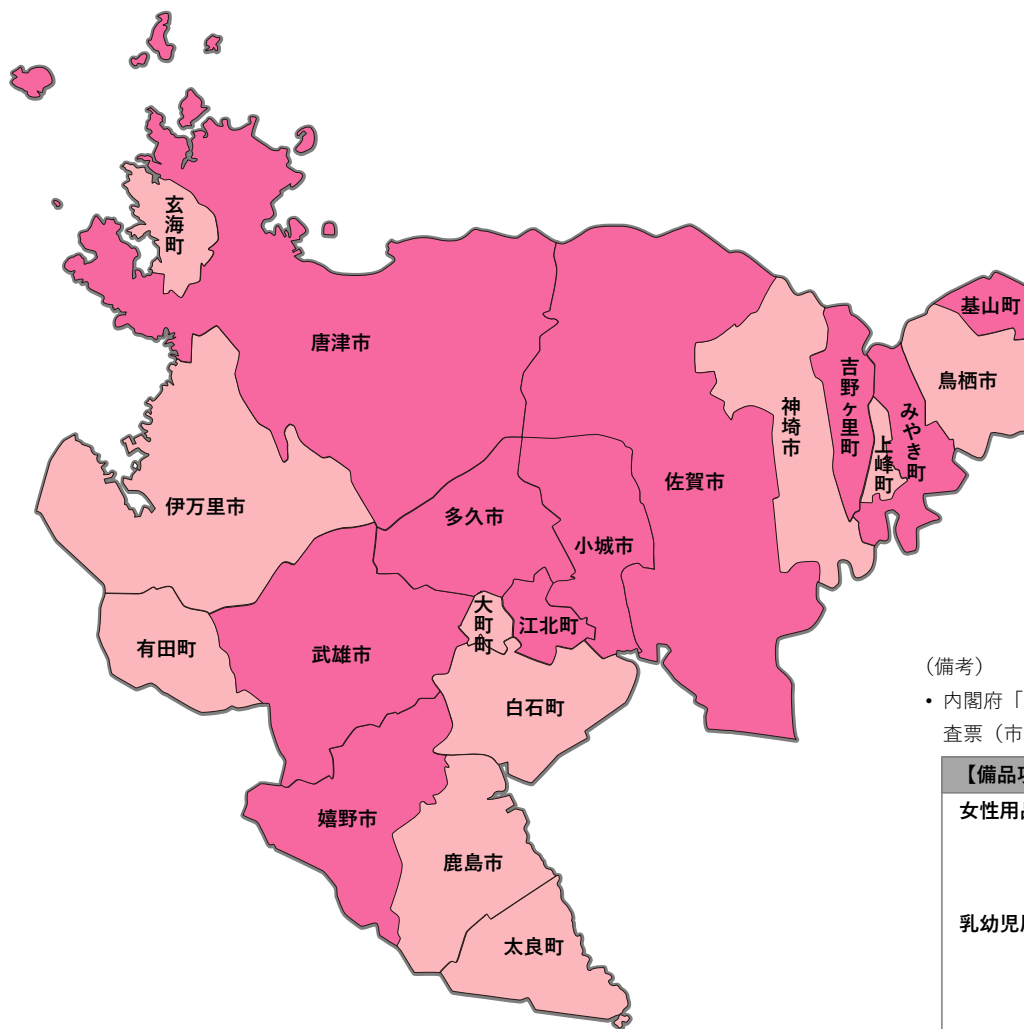 玄海町
唐津市
基山町
鳥栖市
吉野ヶ里町
みやき町
神埼市
上峰町
佐賀市
伊万里市
多久市
小城市
大町町
江北町
有田町
武雄市
白石町
嬉野市
鹿島市
太良町
（備考）
• 内閣府「
査票（市
【備品
女性用
乳幼児